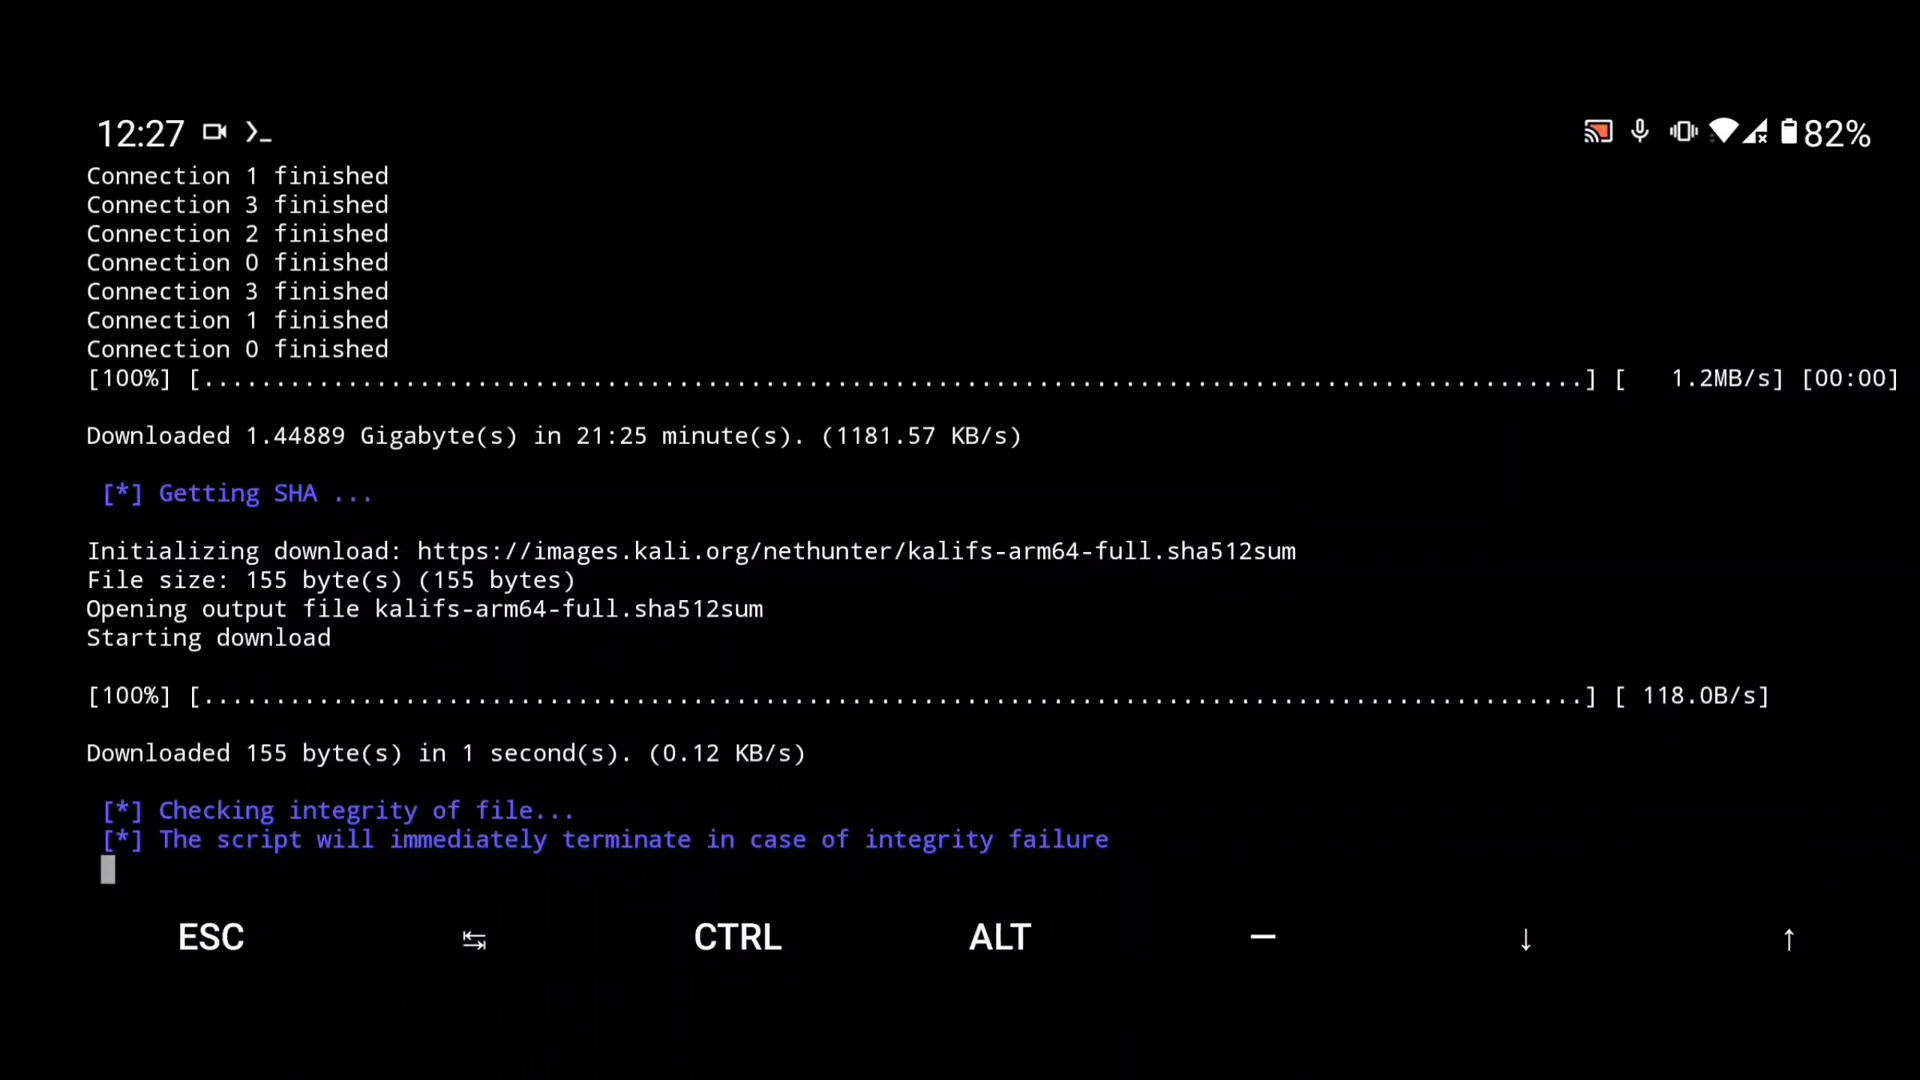 12:27 82%
Connection 1 finished
Connection 3 finished
Connection 2 finished
Connection 0 finished
Connection 3 finished
Connection 1 finished
Connection 0 finished
[100%] [................................................................................................] [   1.2MB/s] [00:00]
Downloaded 1.44889 Gigabyte(s) in 21:25 minute(s). (1181.57 KB/s)
[*] Getting SHA ...
Initializing download: https://images.kali.org/nethunter/kalifs-arm64-full.sha512sum
File size: 155 byte(s) (155 bytes)
Opening output file kalifs-arm64-full.sha512sum
Starting download
[100%] [................................................................................................] [ 118.0B/s]
Downloaded 155 byte(s) in 1 second(s). (0.12 KB/s)
[*] Checking integrity of file...
[*] The script will immediately terminate in case of integrity failure
ESC ⇆ CTRL ALT — ↓ ↑